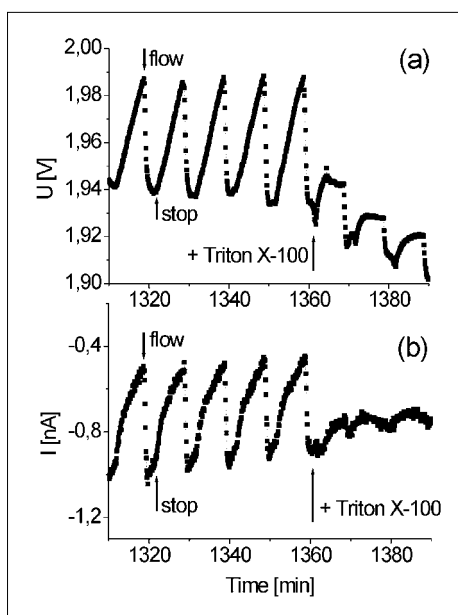 2,00
flow
(a)
1,98
1,96
U [V]
1,94
stop
1,92
+ Triton X-100
1,90
1320 1340 1360 1380
-0,4
flow
(b)
I [nA]
-0,8
stop
+ Triton X-100
-1,2
1320 1340 1360 1380
Time [min]